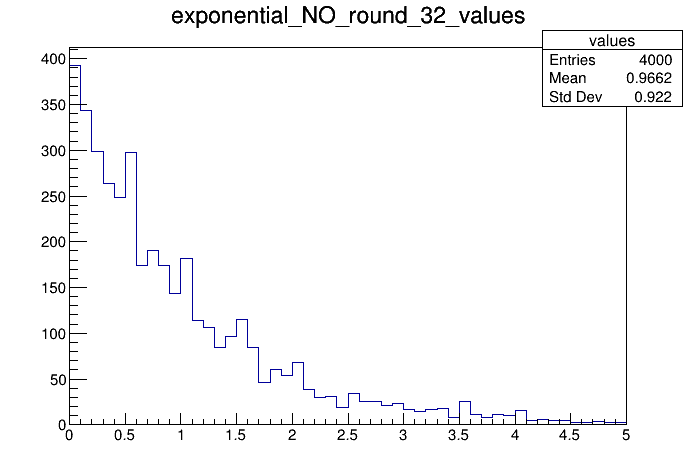 exponential_NO_round_32_values
values
Entries 4000
Mean 0.9662
Std Dev 0.922
400
350
300
250
200
150
100
50
0
0 0.5 1 1.5 2 2.5 3 3.5 4 4.5 5